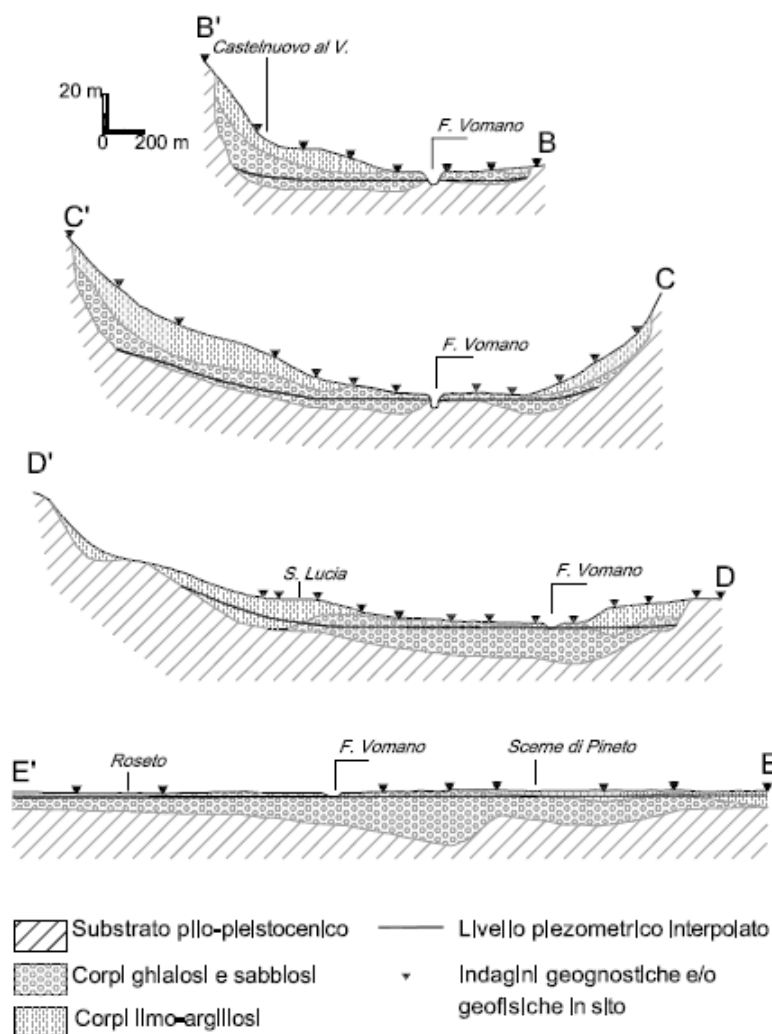 B'
Castelnuovo al V.
20 m
0 200 m
F. Vomano
B
C'
C
F. Vomano
D'
S. Lucia
F. Vomano
D
E'
Roseto
F. Vomano
Scerne di Pineto
E
Substrato plio-pleistocenico
Livello piezometrico interpolato
Corpi ghiaiosi e sabbiosi
Indagini geognostiche e/o
geofisiche in sito
Corpi limo-argillosi